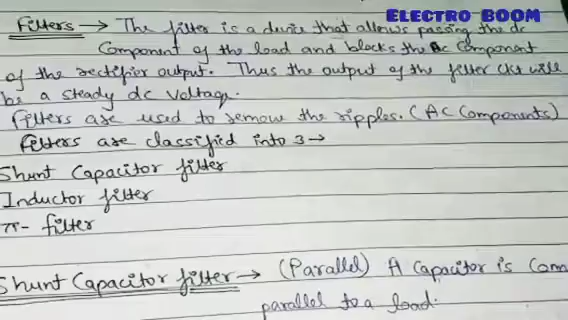 ELECTRO BOOM
Filters → The filter is a device that allows passing the dc
Component of the load and blocks the ac component
of the rectifier output. Thus the output of the filter ckt will
be a steady dc voltage.
Filters are used to remove the ripples. (AC Components)
Filters are classified into 3 →
Shunt Capacitor filter
Inductor filter
π- filter
Shunt Capacitor filter → (Parallel) A Capacitor is Com
parallel to a load.